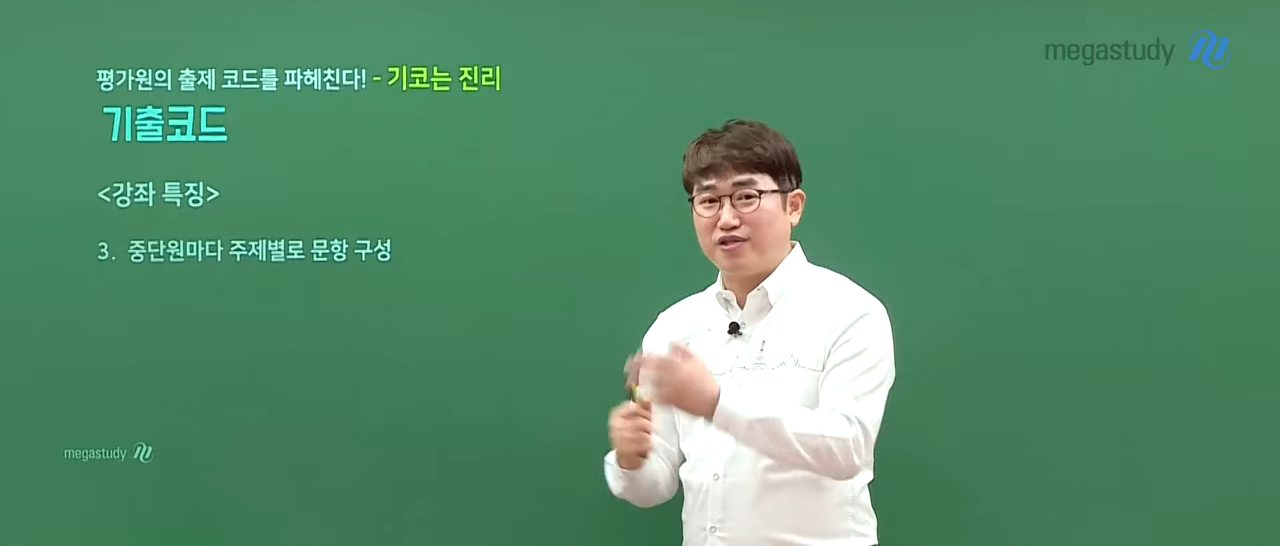 megastudy
평가원의 출제 코드를 파헤친다! - 기코는 진리
기출코드
<강좌 특징>
3. 중단원마다 주제별로 문항 구성
megastudy